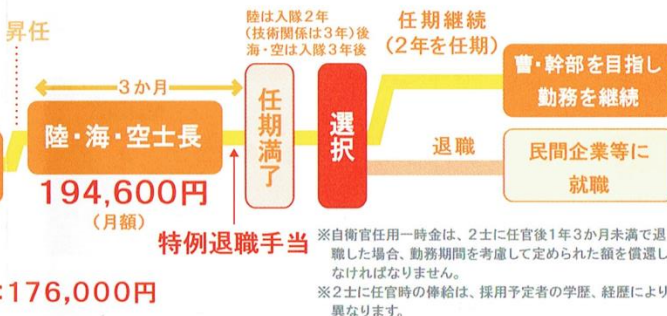 昇任
3か月
陸・海・空士長
194,600円
(月額)
特例退職手当
:176,000円
陸は入隊2年
(技術関係は3年)後
海・空は入隊3年後
任期満了
選択
任期継続
(2年を任期)
曹・幹部を目指し
勤務を継続
退職
民間企業等に
就職
※自衛官任用一時金は、2士に任官後1年3か月未満で退
職した場合、勤務期間を考慮して定められた額を償還し
なければなりません。
※2士に任官時の俸給は、採用予定者の学歴、経歴により
異なります。